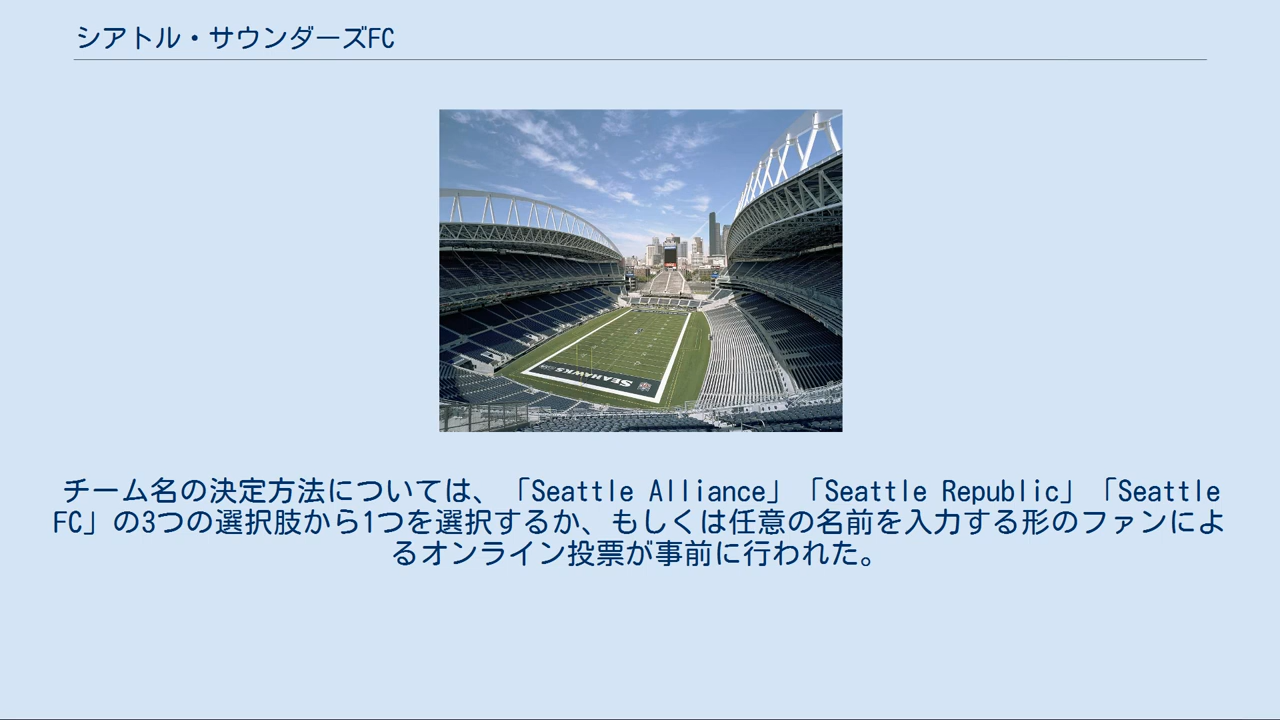 シアトル・サウンダーズFC
SEAHAWKS
チーム名の決定方法については、「Seattle Alliance」「Seattle Republic」「Seattle
FC」の3つの選択肢から1つを選択するか、もしくは任意の名前を入力する形のファンによ
るオンライン投票が事前に行われた。